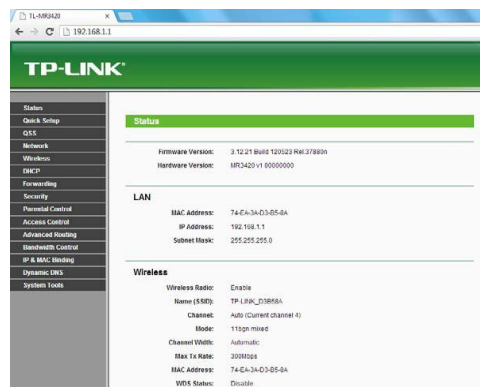 TL-MR3420
192.168.1.1
TP-LINK
Status
Quick Setup
QSS
Network
Wireless
DHCP
Forwarding
Security
Parental Control
Access Control
Advanced Routing
Bandwidth Control
IP & MAC Binding
Dynamic DNS
System Tools
Status
Firmware Version: 3.12.21 Build 120523 Rel.37880n
Hardware Version: MR3420 v1 00000000
LAN
MAC Address: 74-EA-3A-D3-B5-8A
IP Address: 192.168.1.1
Subnet Mask: 255.255.255.0
Wireless
Wireless Radio: Enable
Name (SSID): TP-LINK_D3B58A
Channel: Auto (Current channel 4)
Mode: 11bgn mixed
Channel Width: Automatic
Max Tx Rate: 300Mbps
MAC Address: 74-EA-3A-D3-B5-8A
WDS Status: Disable